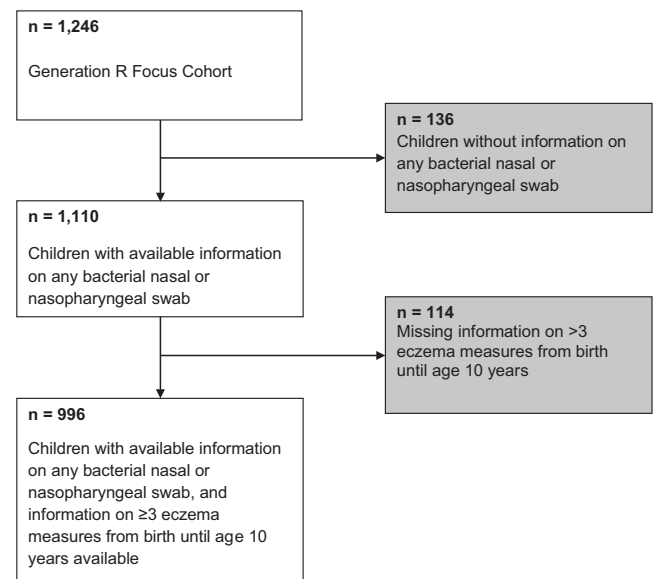 n = 1,246
Generation R Focus Cohort
n = 136
Children without information on
any bacterial nasal or
nasopharyngeal swab
n = 1,110
Children with available information
on any bacterial nasal or
nasopharyngeal swab
n = 114
Missing information on >3
eczema measures from birth
until age 10 years
n = 996
Children with available information
on any bacterial nasal or
nasopharyngeal swab, and
information on ≥3 eczema
measures from birth until age 10
years available